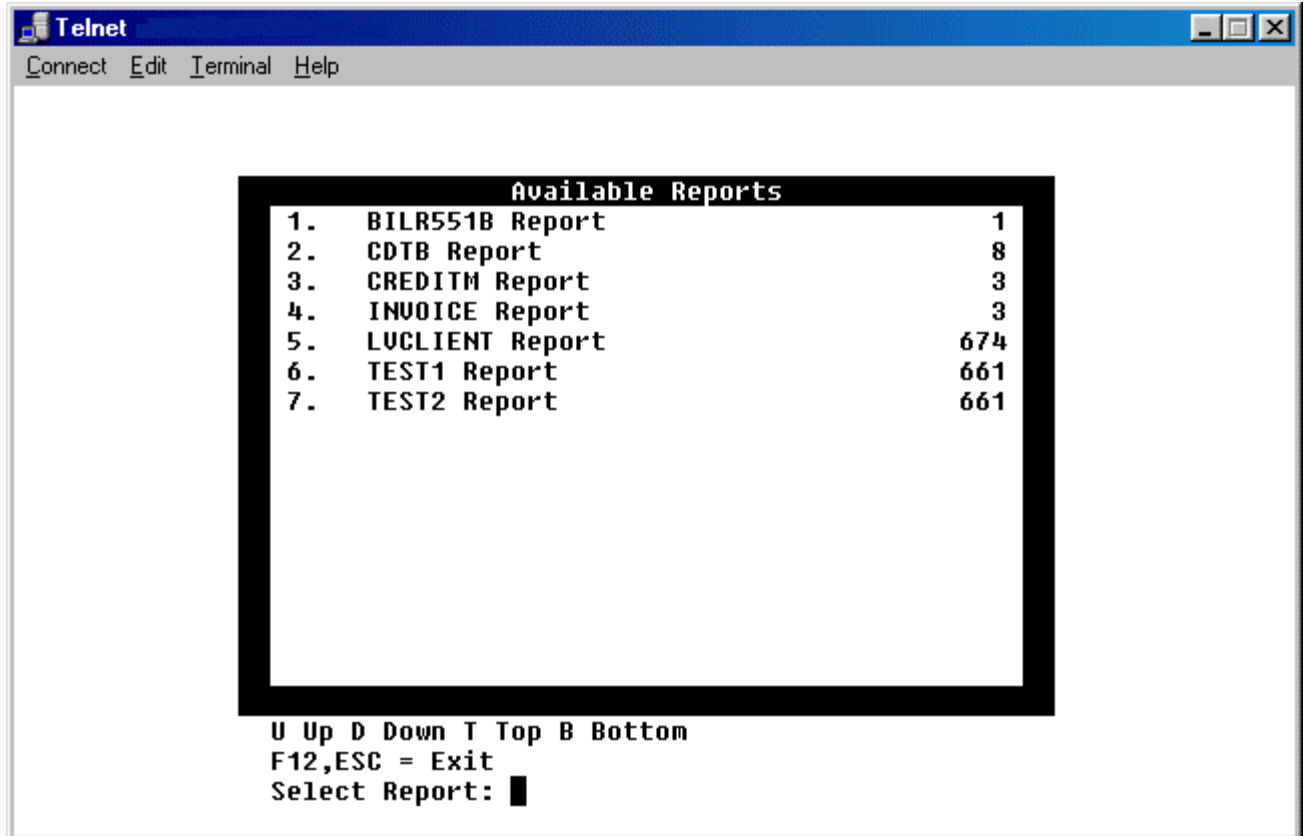 Telnet
Connect Edit Terminal Help
Available Reports
1. BILR551B Report 1
2. CDTB Report 8
3. CREDITM Report 3
4. INVOICE Report 3
5. LVCLIENT Report 674
6. TEST1 Report 661
7. TEST2 Report 661
U Up D Down T Top B Bottom
F12,ESC = Exit
Select Report: